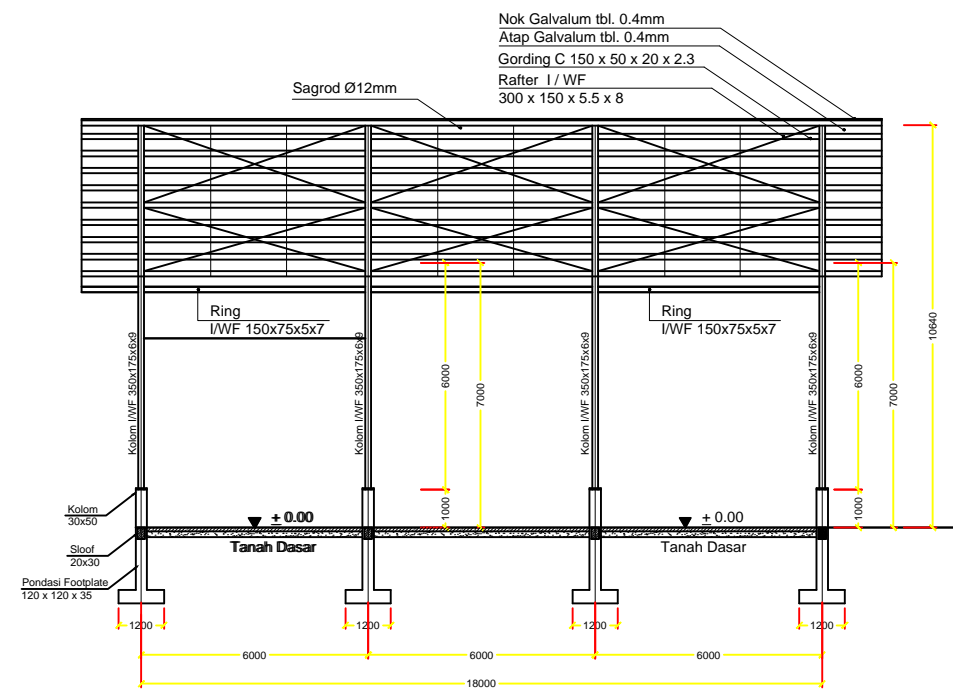 Nok Galvalum tbl. 0.4mm
Atap Galvalum tbl. 0.4mm
Gording C 150 x 50 x 20 x 2.3
Rafter I / WF
300 x 150 x 5.5 x 8
Sagrod Ø12mm
Ring
I/WF 150x75x5x7
Ring
I/WF 150x75x5x7
Kolom I/WF 350x175x6x9
Kolom I/WF 350x175x6x9
Kolom I/WF 350x175x6x9
Kolom I/WF 350x175x6x9
6000
7000
6000
7000
10640
1000
1000
Kolom
30x50
± 0.00
± 0.00
Sloof
20x30
Tanah Dasar
Tanah Dasar
Pondasi Footplate
120 x 120 x 35
1200
1200
1200
1200
6000
6000
6000
18000